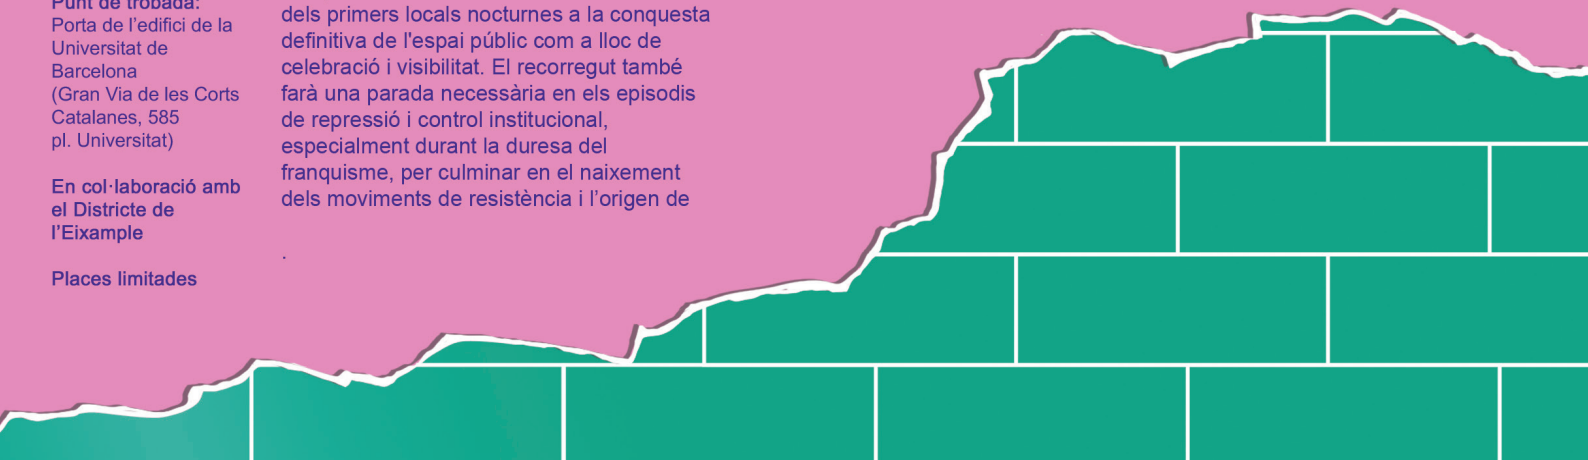 Punt de trobada:
Porta de l’edifici de la
Universitat de
Barcelona
(Gran Via de les Corts
Catalanes, 585
pl. Universitat)
En col·laboració amb
el Districte de
l’Eixample
Places limitades
dels primers locals nocturnes a la conquesta
definitiva de l'espai públic com a lloc de
celebració i visibilitat. El recorregut també
farà una parada necessària en els episodis
de repressió i control institucional,
especialment durant la duresa del
franquisme, per culminar en el naixement
dels moviments de resistència i l’origen de
.